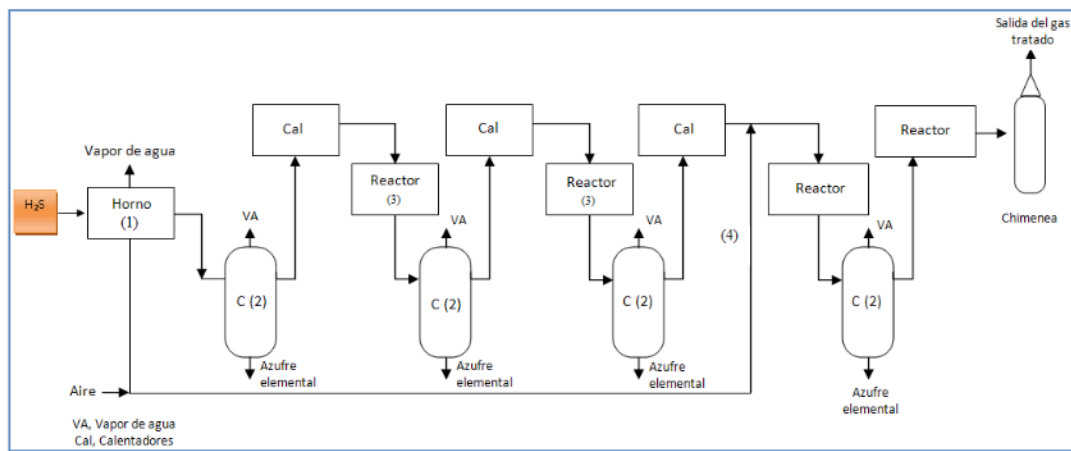 Salida del gas
tratado
Cal
Cal
Cal
Reactor
Vapor de agua
H₂S
Horno
(1)
Reactor
(3)
Reactor
(3)
Reactor
VA
VA
VA
VA
(4)
Chimenea
C (2)
C (2)
C (2)
C (2)
Azufre
elemental
Azufre
elemental
Azufre
elemental
Azufre
elemental
Aire
VA, Vapor de agua
Cal, Calentadores